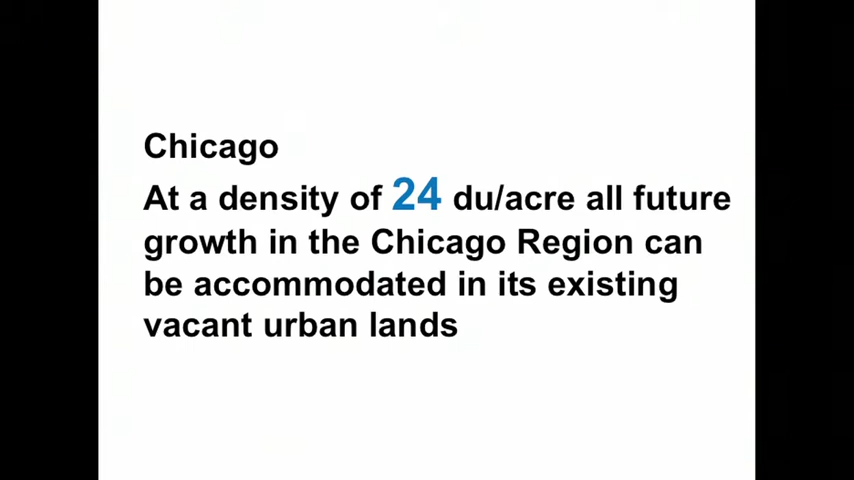 Chicago
At a density of 24 du/acre all future
growth in the Chicago Region can
be accommodated in its existing
vacant urban lands